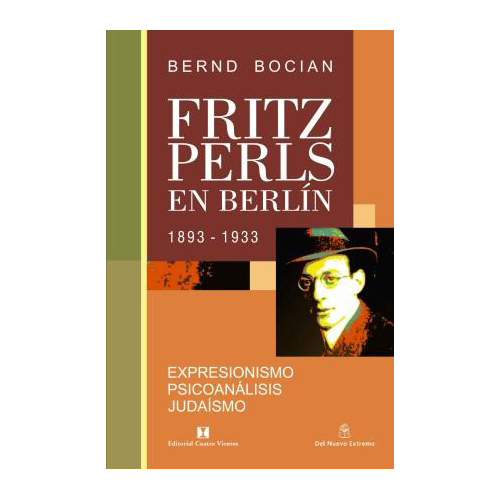 BERND BOCIAN
FRITZ
PERLS
EN BERLÍN
1893 - 1933
EXPRESIONISMO
PSICOANÁLISIS
JUDAÍSMO
Editorial Cuatro Vientos
Del Nuevo Extremo